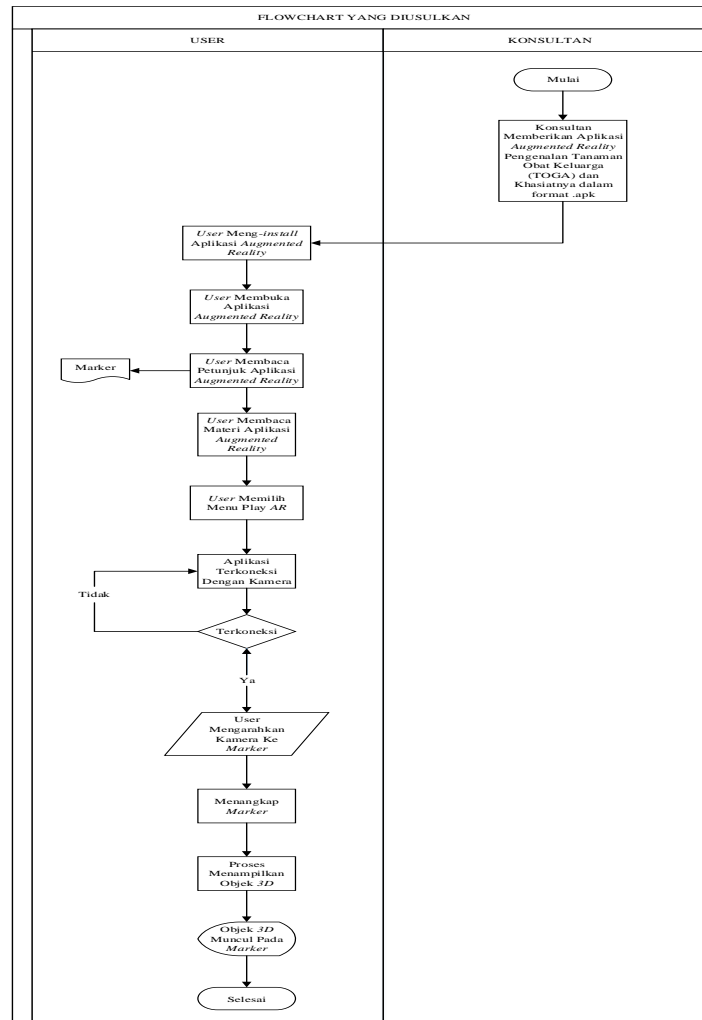 FLOWCHART YANG DIUSULKAN
USER
KONSULTAN
Mulai
Konsultan
Memberikan Aplikasi
Augmented Reality
Pengenalan Tanaman
Obat Keluarga
(TOGA) dan
Khasiatnya dalam
format .apk
User Meng-install
Aplikasi Augmented
Reality
User Membuka
Aplikasi
Augmented Reality
User Membaca
Petunjuk Aplikasi
Augmented Reality
Marker
User Membaca
Materi Aplikasi
Augmented
Reality
User Memilih
Menu Play AR
Aplikasi
Terkoneksi
Dengan Kamera
Tidak
Terkoneksi
Ya
User
Mengarahkan
Kamera Ke
Marker
Menangkap
Marker
Proses
Menampilkan
Objek 3D
Objek 3D
Muncul Pada
Marker
Selesai